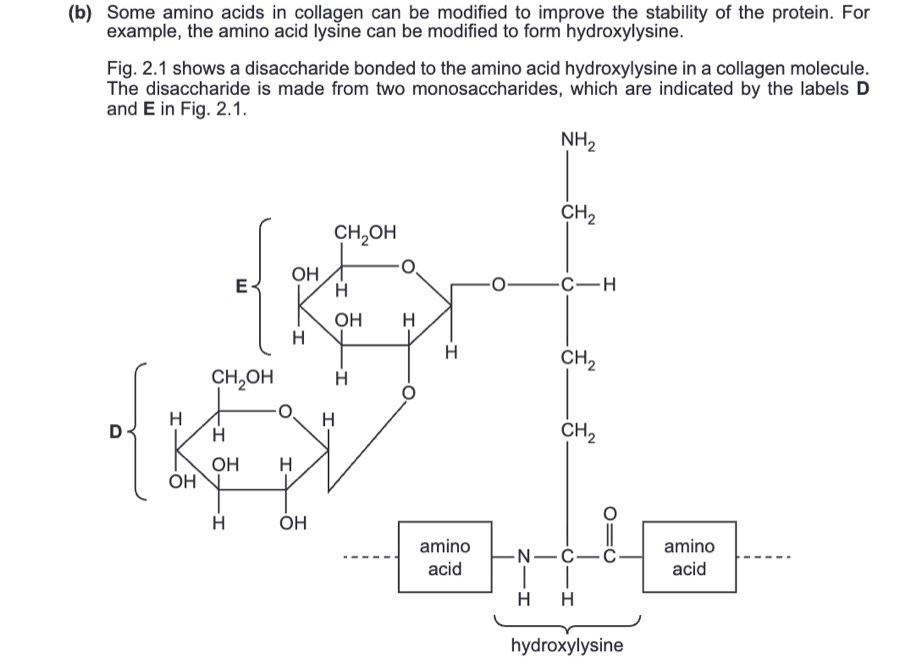 (b) Some amino acids in collagen can be modified to improve the stability of the protein. For
example, the amino acid lysine can be modified to form hydroxylysine.
Fig. 2.1 shows a disaccharide bonded to the amino acid hydroxylysine in a collagen molecule.
The disaccharide is made from two monosaccharides, which are indicated by the labels D
and E in Fig. 2.1.
NH₂
CH₂
CH₂OH
E OH O O C H
H
OH H
H H
CH₂
H
CH₂OH
O
D H O H
H
CH₂
OH H
OH
H OH
O
amino acid N C C amino acid
H H
hydroxylysine